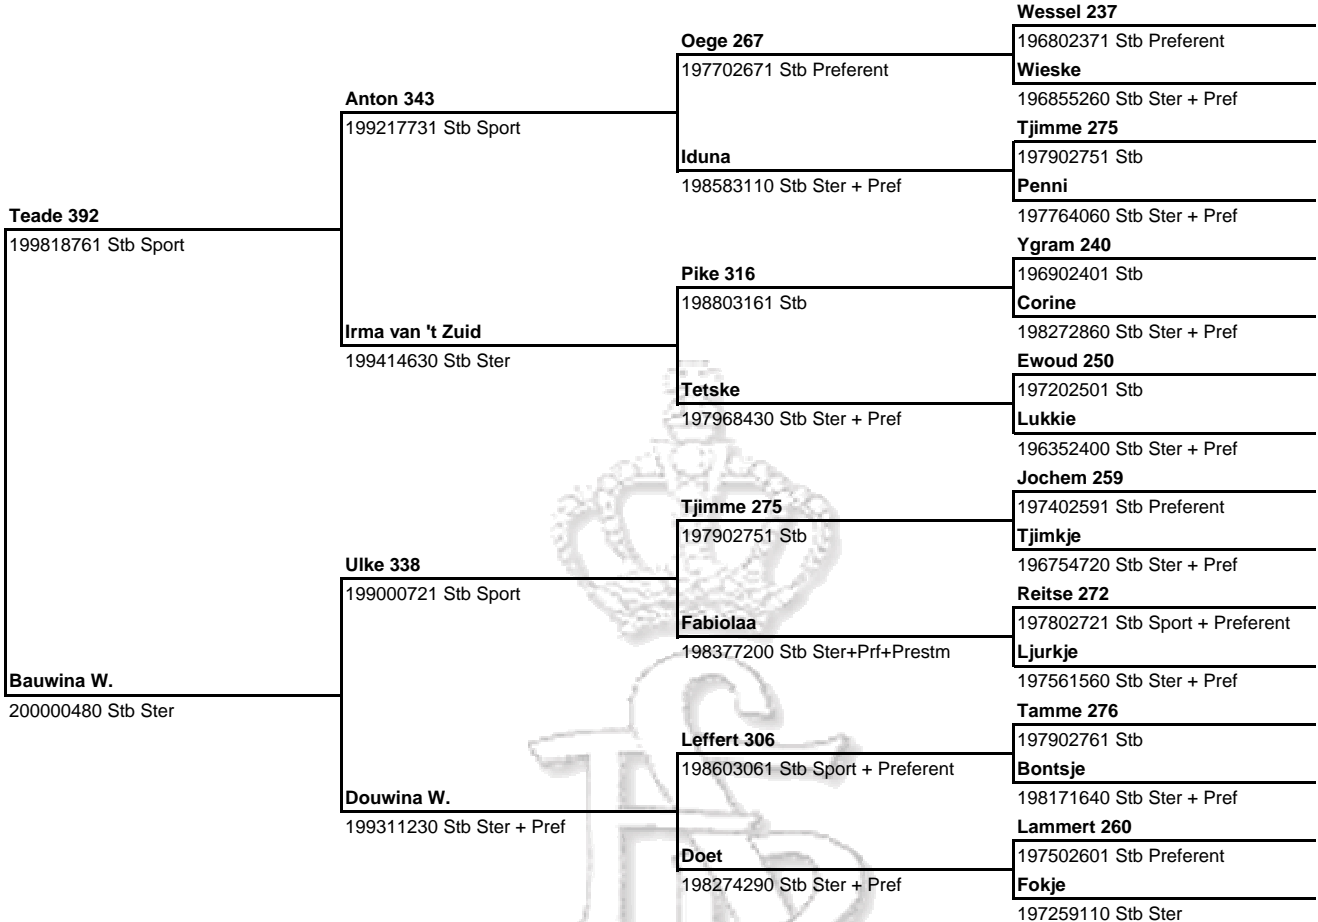 Teade 392
199818761 Stb Sport
Bauwina W.
200000480 Stb Ster
Anton 343
199217731 Stb Sport
Irma van 't Zuid
199414630 Stb Ster
Ulke 338
199000721 Stb Sport
Douwina W.
199311230 Stb Ster + Pref
Oege 267
197702671 Stb Preferent
Iduna
198583110 Stb Ster + Pref
Pike 316
198803161 Stb
Tetske
197968430 Stb Ster + Pref
Tjimme 275
197902751 Stb
Fabiolaa
198377200 Stb Ster+Prf+Prestm
Leffert 306
198603061 Stb Sport + Preferent
Doet
198274290 Stb Ster + Pref
Wessel 237
196802371 Stb Preferent
Wieske
196855260 Stb Ster + Pref
Tjimme 275
197902751 Stb
Penni
197764060 Stb Ster + Pref
Ygram 240
196902401 Stb
Corine
198272860 Stb Ster + Pref
Ewoud 250
197202501 Stb
Lukkie
196352400 Stb Ster + Pref
Jochem 259
197402591 Stb Preferent
Tjimkje
196754720 Stb Ster + Pref
Reitse 272
197802721 Stb Sport + Preferent
Ljurkje
197561560 Stb Ster + Pref
Tamme 276
197902761 Stb
Bontsje
198171640 Stb Ster + Pref
Lammert 260
197502601 Stb Preferent
Fokje
197259110 Stb Ster